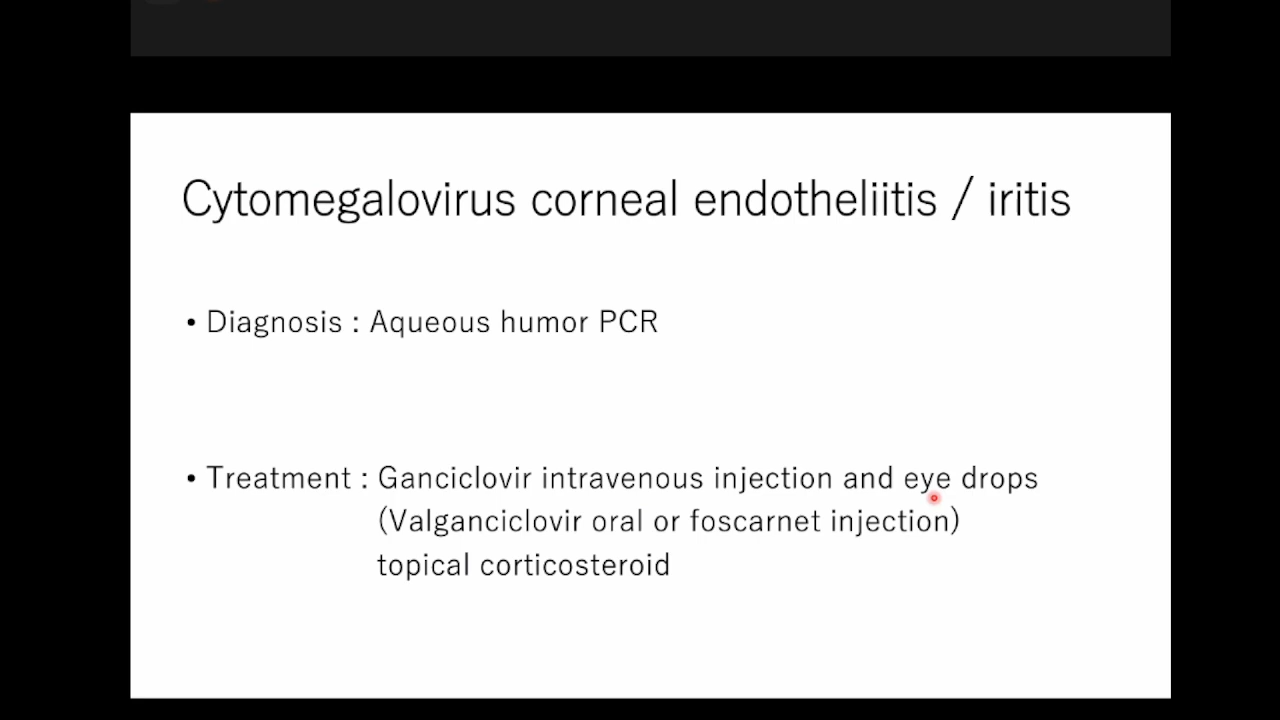 Cytomegalovirus corneal endotheliitis / iritis
• Diagnosis : Aqueous humor PCR
• Treatment : Ganciclovir intravenous injection and eye drops
(Valganciclovir oral or foscarnet injection)
topical corticosteroid